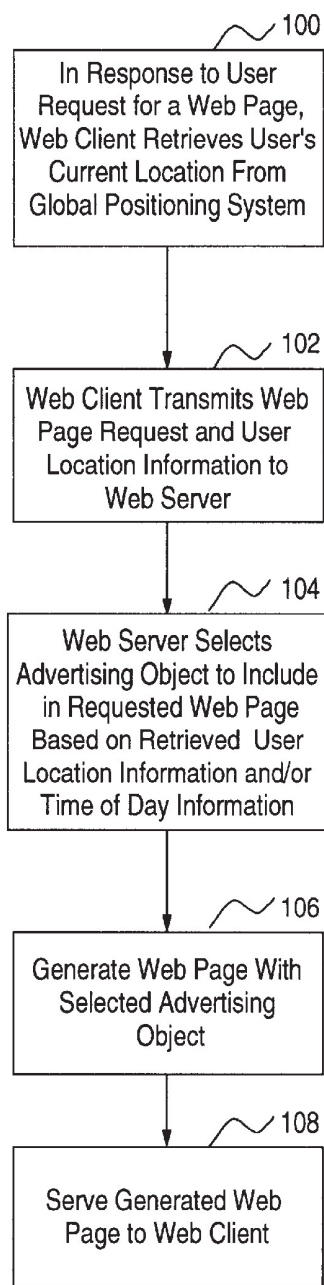 100
In Response to User
Request for a Web Page,
Web Client Retrieves User's
Current Location From
Global Positioning System
102
Web Client Transmits Web
Page Request and User
Location Information to
Web Server
104
Web Server Selects
Advertising Object to Include
in Requested Web Page
Based on Retrieved User
Location Information and/or
Time of Day Information
106
Generate Web Page With
Selected Advertising
Object
108
Serve Generated Web
Page to Web Client